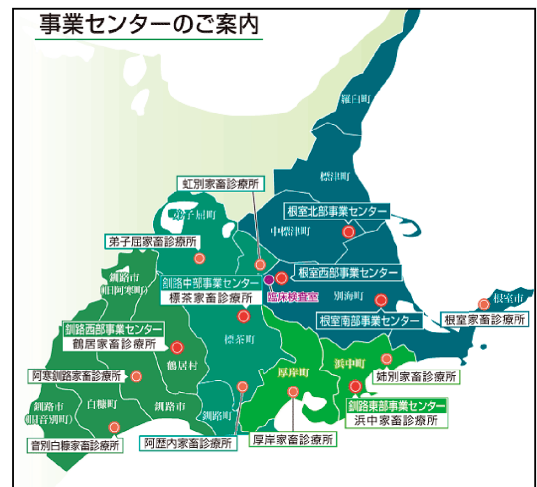 事業センターのご案内
羅臼町
標津町
虹別家畜診療所
弟子屈町
根室北部事業センター
中標津町
弟子屈家畜診療所
釧路市
(旧阿寒町)
釧路中部事業センター
標茶家畜診療所
根室西部事業センター
臨床検査室
別海町
根室市
根室家畜診療所
根室南部事業センター
釧路西部事業センター
鶴居家畜診療所
標茶町
浜中町
鶴居村
厚岸町
阿寒釧路家畜診療所
姉別家畜診療所
白糠町
釧路市
(旧音別町)
釧路市
釧路町
釧路東部事業センター
浜中家畜診療所
音別白糠家畜診療所
阿歴内家畜診療所
厚岸家畜診療所